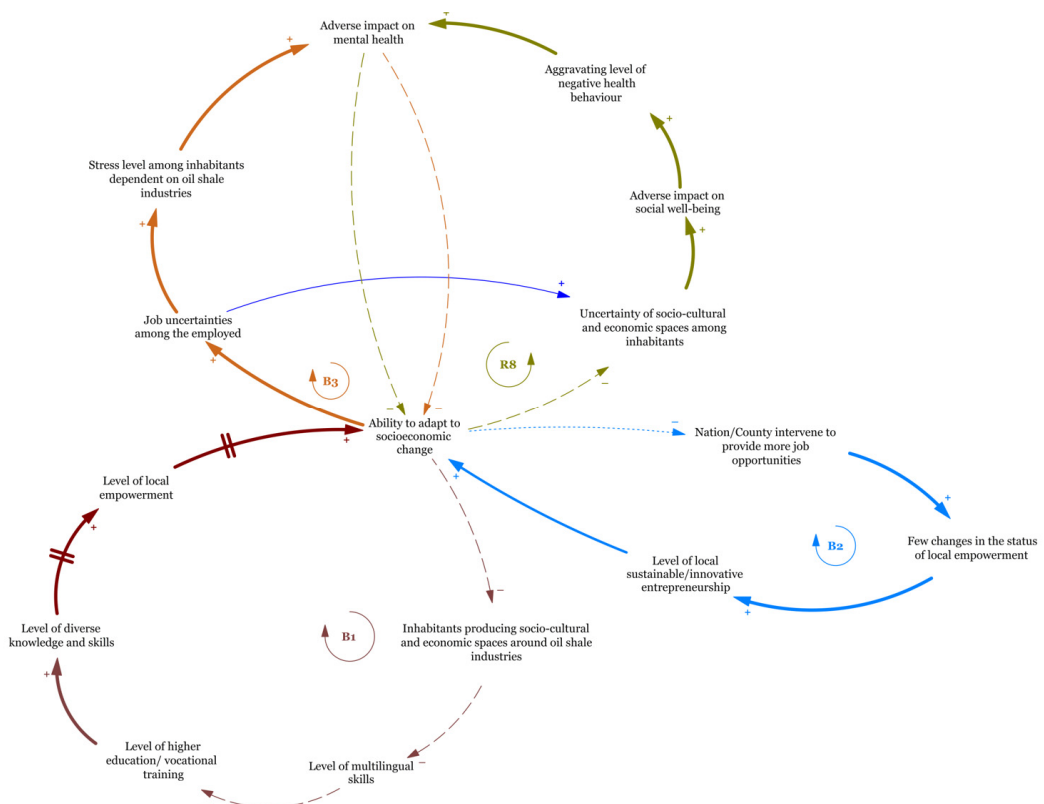 Adverse impact on
mental health
Aggravating level of
negative health
behaviour
Stress level among inhabitants
dependent on oil shale
industries
Adverse impact on
social well-being
Job uncertainties
among the employed
Uncertainty of socio-cultural
and economic spaces among
inhabitants
B3
R8
Ability to adapt to
socioeconomic
change
Nation/County intervene to
provide more job
opportunities
Level of local
empowerment
Few changes in the status
of local empowerment
B2
Level of local
sustainable/innovative
entrepreneurship
Level of diverse
knowledge and skills
B1
Inhabitants producing socio-cultural
and economic spaces around oil shale
industries
Level of higher
education/ vocational
training
Level of multilingual
skills